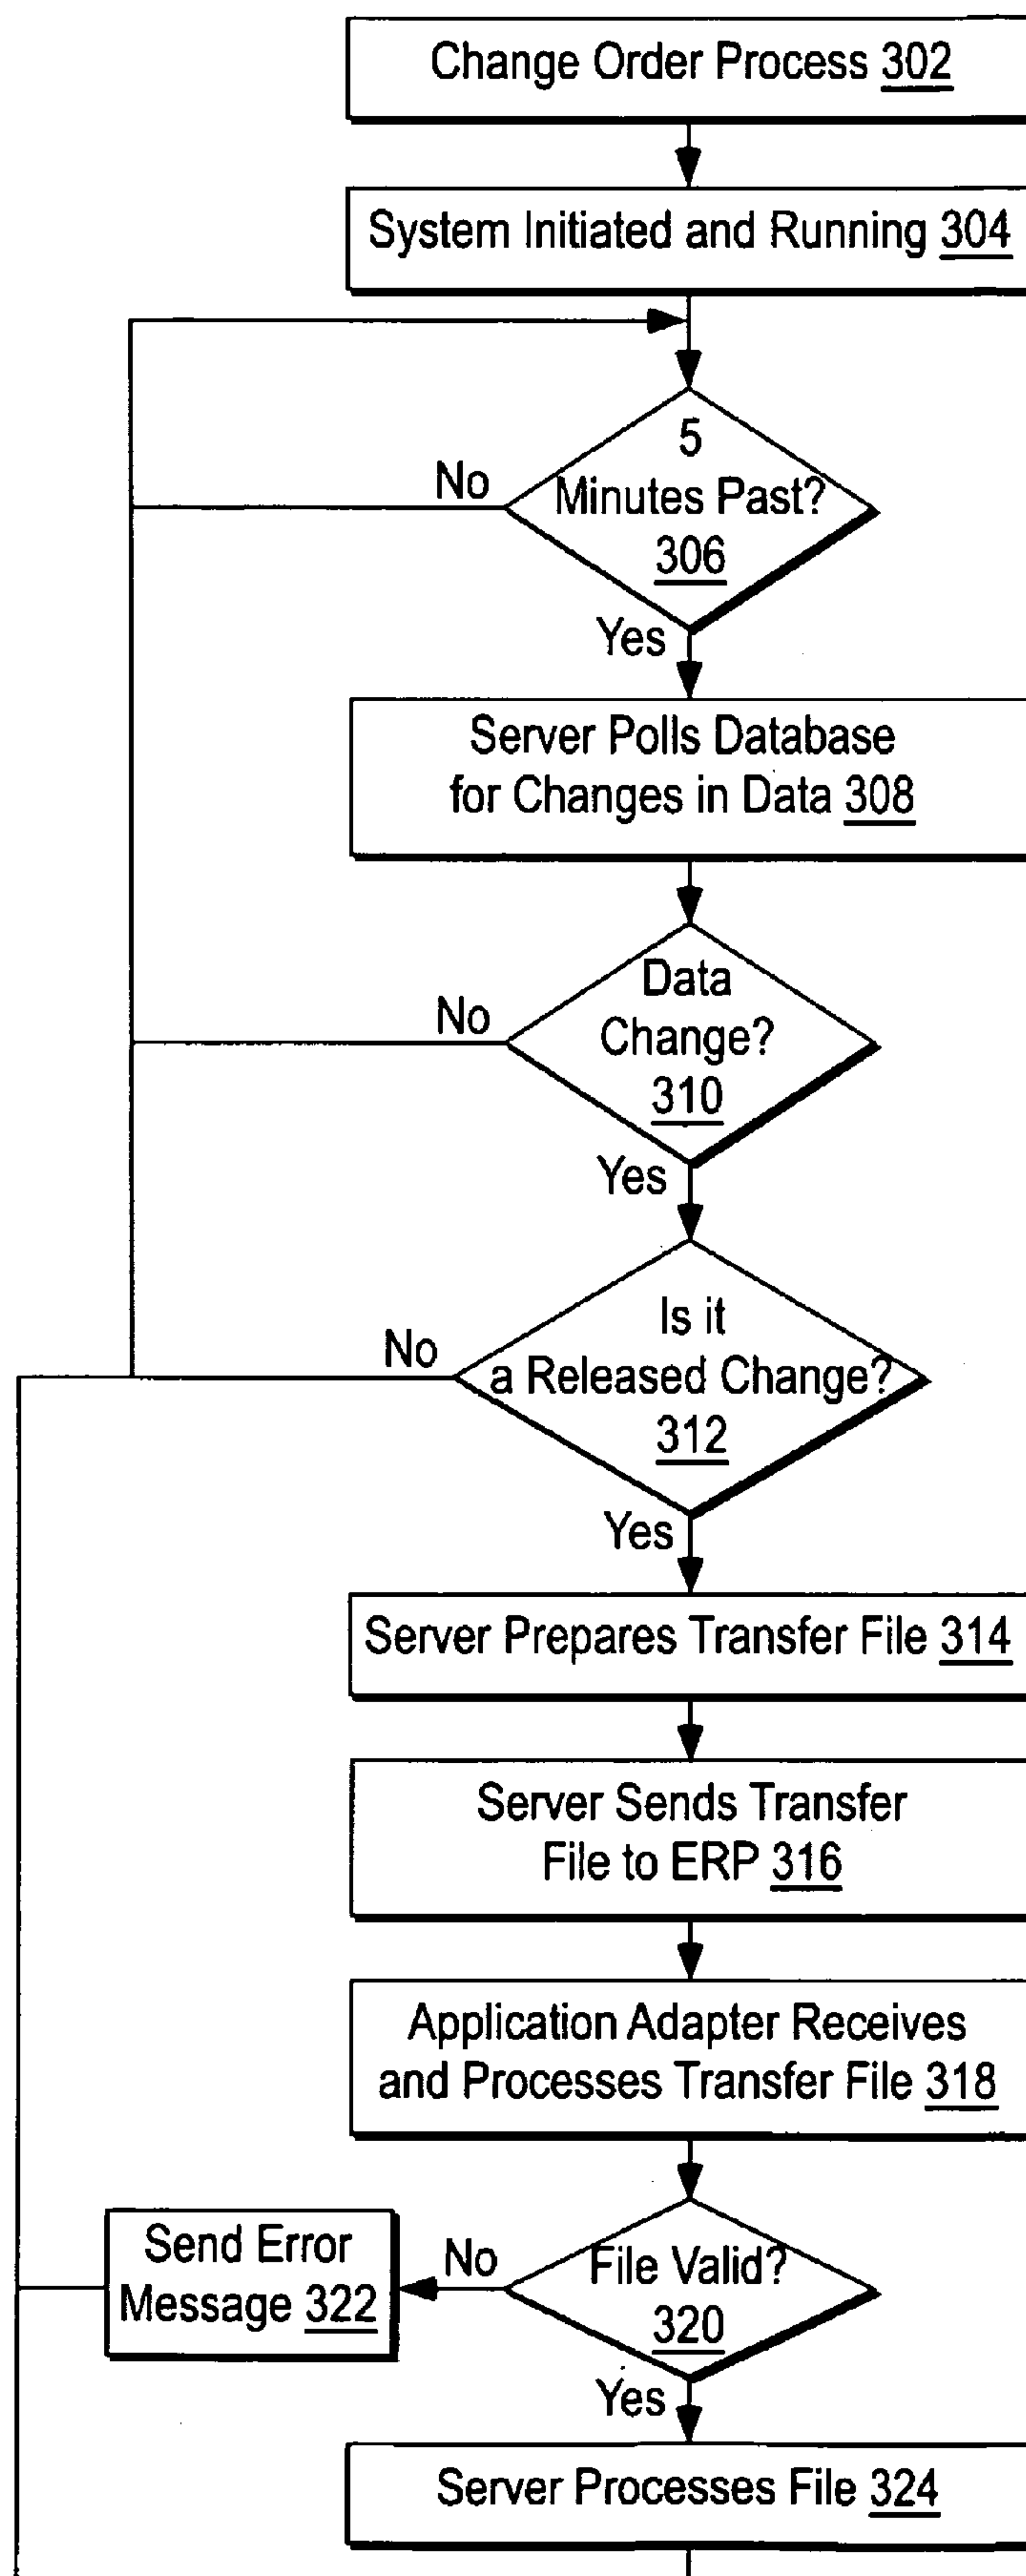 Change Order Process 302
System Initiated and Running 304
5
Minutes Past?
306
No
Yes
Server Polls Database
for Changes in Data 308
Data
Change?
310
No
Yes
Is it
a Released Change?
312
No
Yes
Server Prepares Transfer File 314
Server Sends Transfer
File to ERP 316
Application Adapter Receives
and Processes Transfer File 318
File Valid?
320
No
Send Error
Message 322
Yes
Server Processes File 324